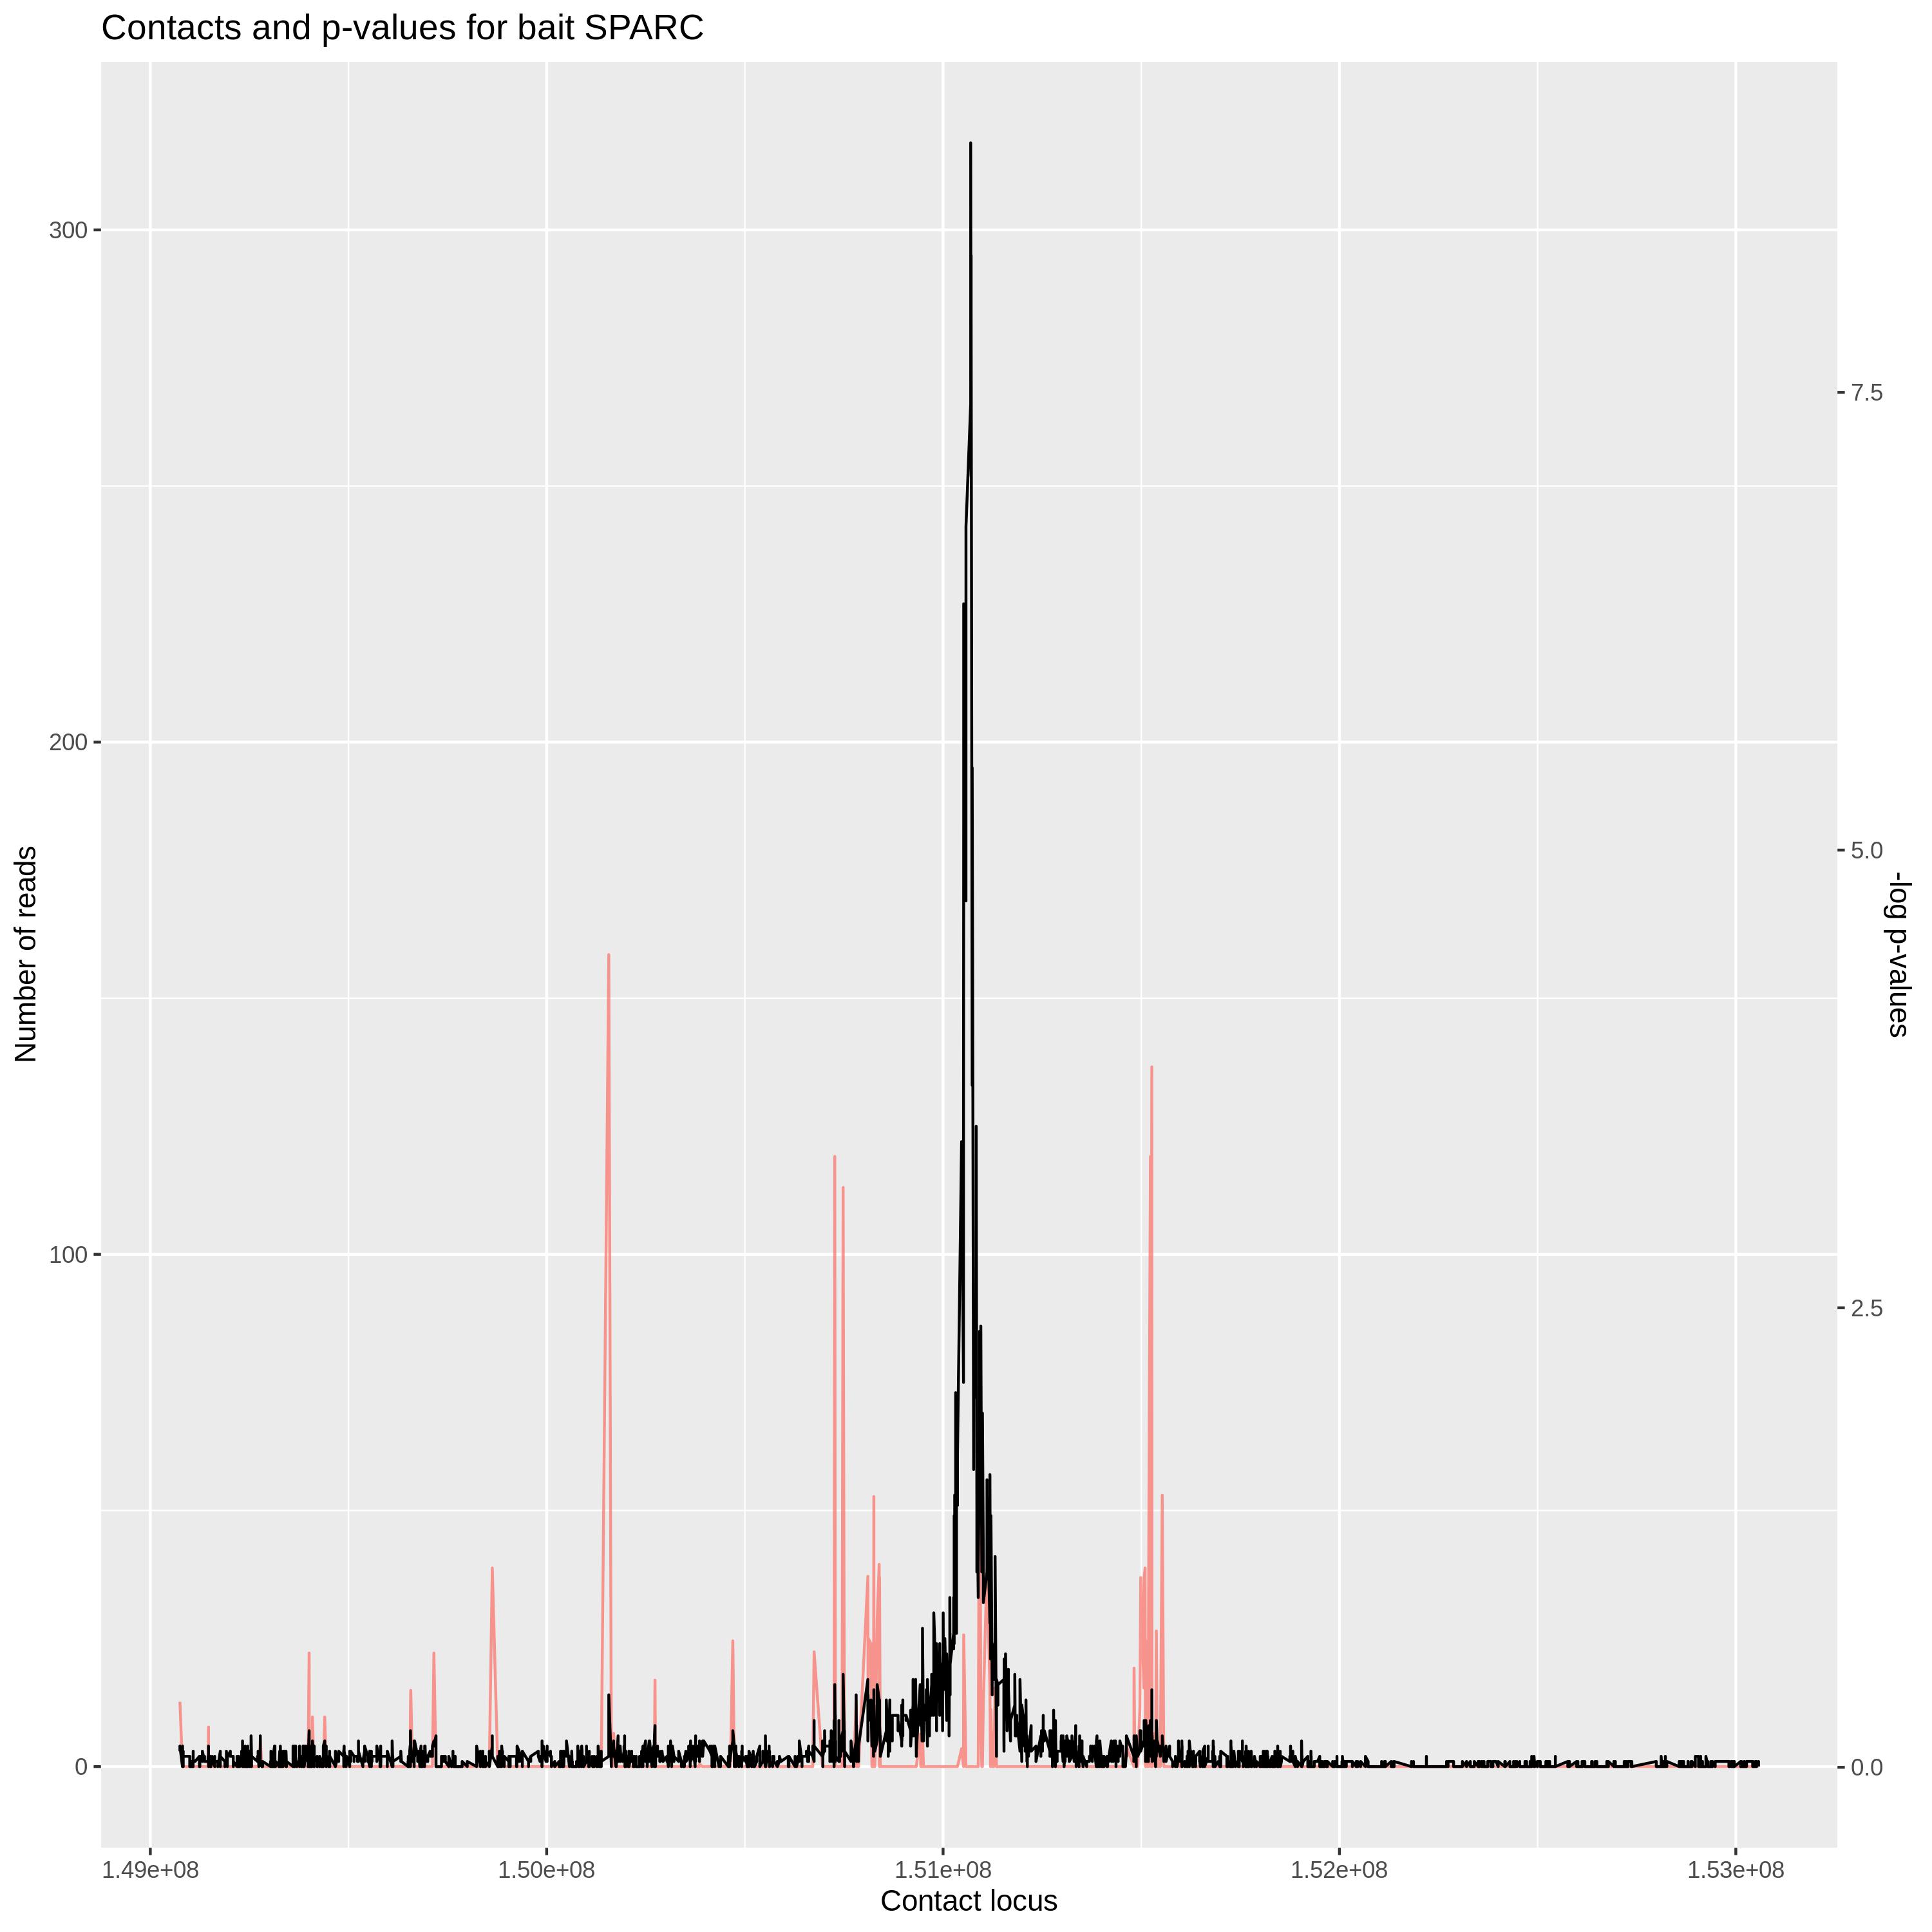 Contacts and p-values for bait SPARC
300
200
100
0
Number of reads
7.5
5.0
2.5
0.0
-log p-values
1.49e+08 1.50e+08 1.51e+08 1.52e+08 1.53e+08
Contact locus